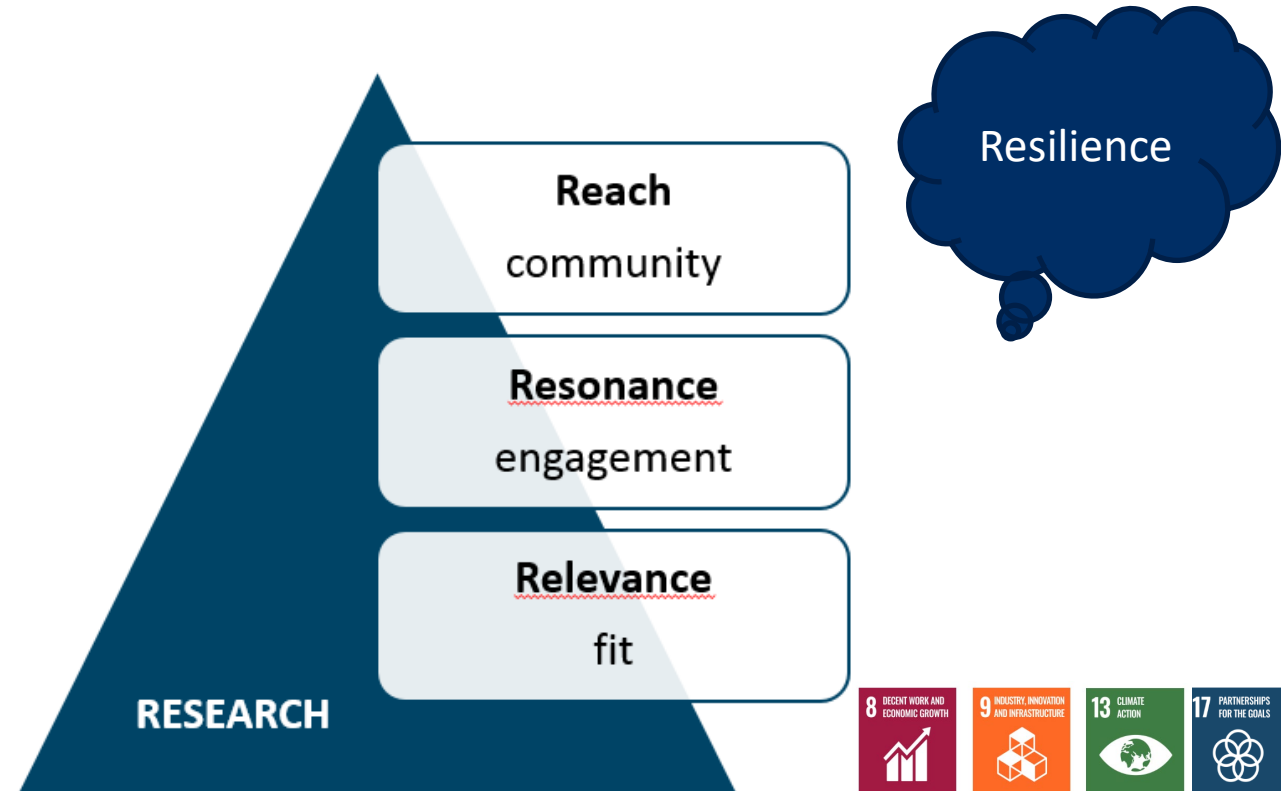 Resilience
Reach
community
Resonance
engagement
Relevance
fit
RESEARCH
8 DECENT WORK AND
ECONOMIC GROWTH
9 INDUSTRY, INNOVATION
AND INFRASTRUCTURE
13 CLIMATE
ACTION
17 PARTNERSHIPS
FOR THE GOALS